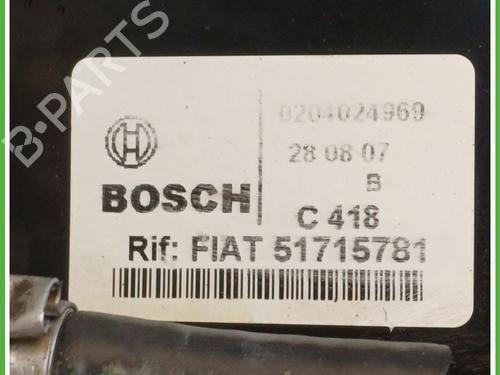 B-PARTS
0204024969
28 08 07
B
BOSCH
C 418
Rif: FIAT 51715781